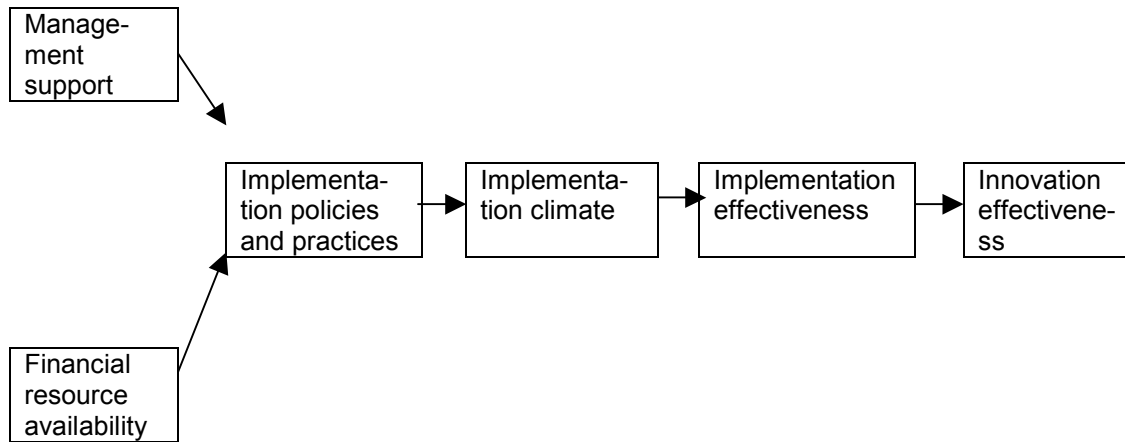 Manage-
ment
support
Implementa-
tion policies
and practices
Implementa-
tion climate
Implementation
effectiveness
Innovation
effectivene-
ss
Financial
resource
availability